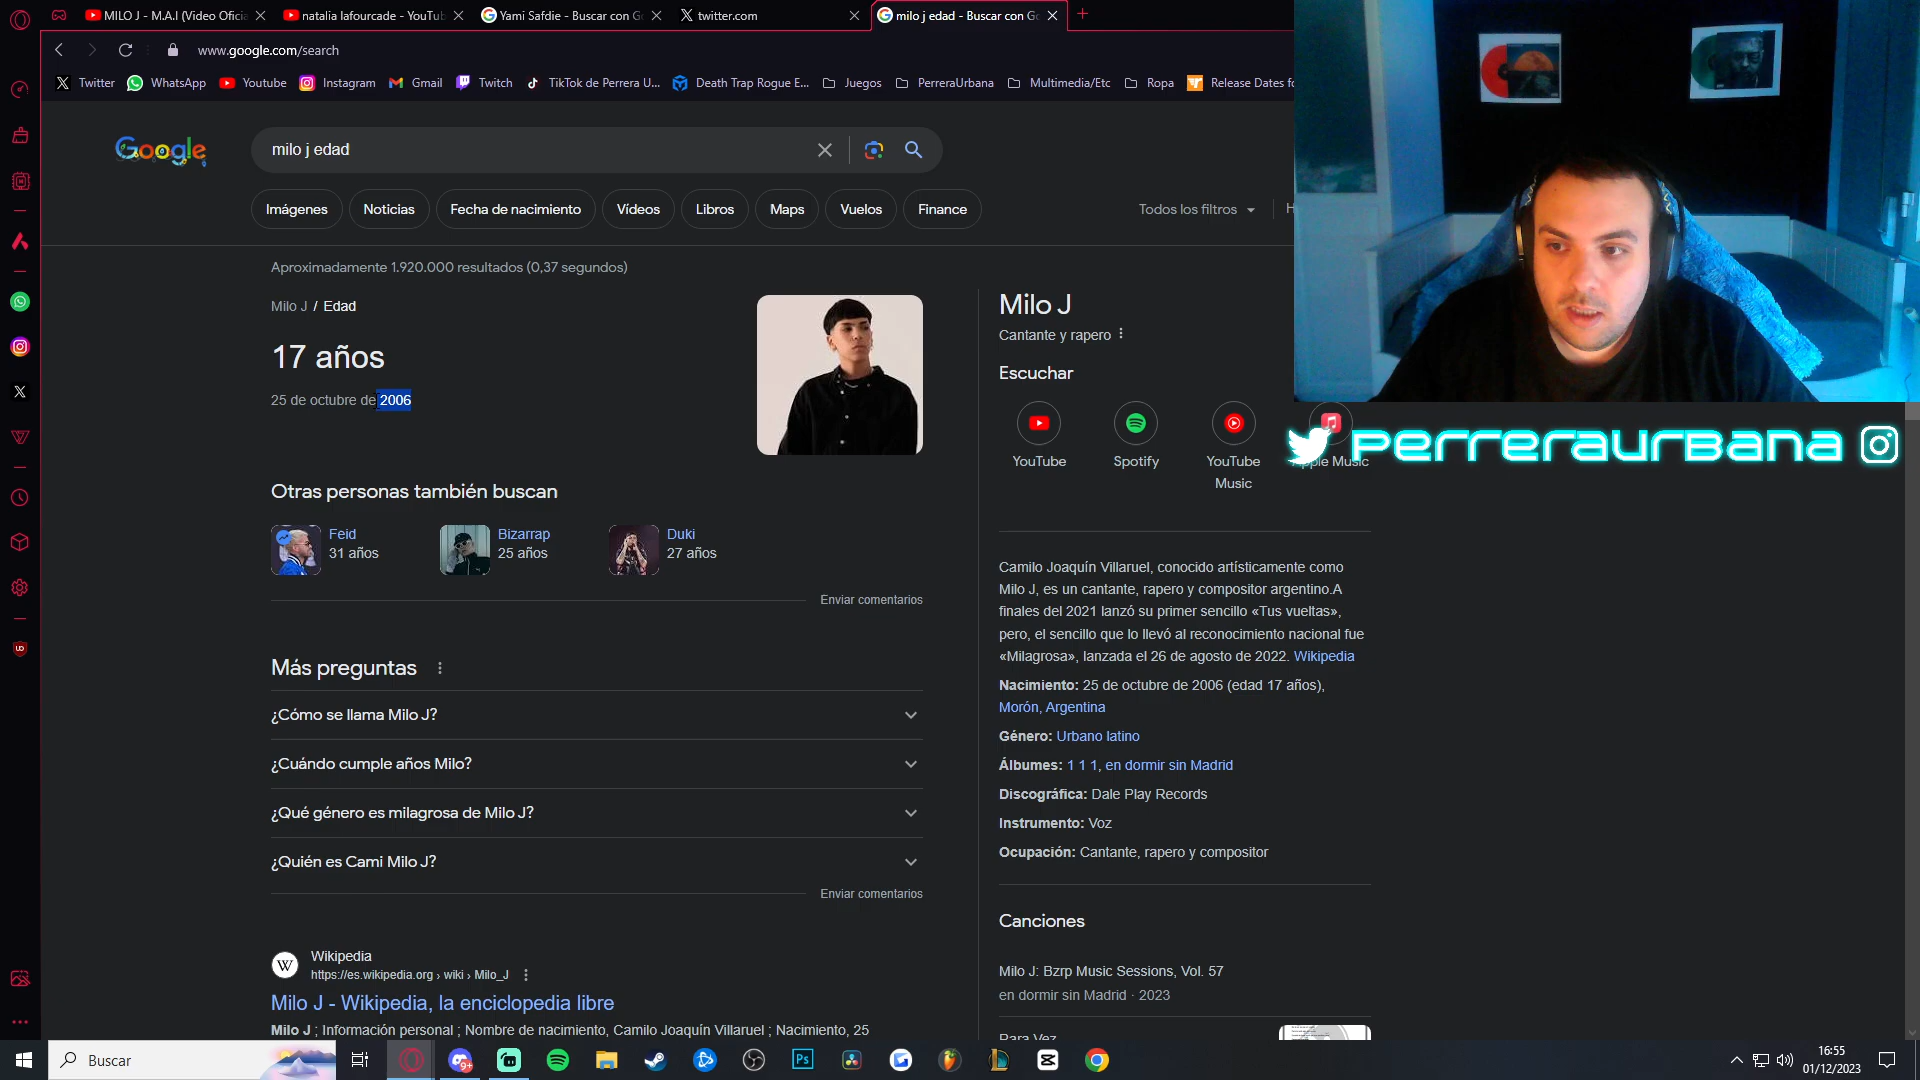 MILO J - M.A.I (Video Oficia
natalia lafourcade - YouTub
Yami Safdie - Buscar con G
twitter.com
milo j edad - Buscar con Go
www.google.com/search
Twitter
WhatsApp
Youtube
Instagram
Gmail
Twitch
TikTok de Perrera U...
Death Trap Rogue E...
Juegos
PerreraUrbana
Multimedia/Etc
Ropa
Release Dates fo
Google
milo j edad
Imágenes
Noticias
Fecha de nacimiento
Vídeos
Libros
Maps
Vuelos
Finance
Todos los filtros
H
Aproximadamente 1.920.000 resultados (0,37 segundos)
Milo J / Edad
17 años
25 de octubre de 2006
Otras personas también buscan
Feid
31 años
Bizarrap
25 años
Duki
27 años
Enviar comentarios
Más preguntas
¿Cómo se llama Milo J?
¿Cuándo cumple años Milo?
¿Qué género es milagrosa de Milo J?
¿Quién es Cami Milo J?
Enviar comentarios
Wikipedia
https://es.wikipedia.org › wiki › Milo_J
Milo J - Wikipedia, la enciclopedia libre
Milo J ; Información personal ; Nombre de nacimiento, Camilo Joaquín Villaruel ; Nacimiento, 25
Milo J
Cantante y rapero
Escuchar
YouTube
Spotify
YouTube
Music
Apple Music
perreraurbana
Camilo Joaquín Villaruel, conocido artísticamente como
Milo J, es un cantante, rapero y compositor argentino.A
finales del 2021 lanzó su primer sencillo «Tus vueltas»,
pero, el sencillo que lo llevó al reconocimiento nacional fue
«Milagrosa», lanzada el 26 de agosto de 2022. Wikipedia
Nacimiento: 25 de octubre de 2006 (edad 17 años),
Morón, Argentina
Género: Urbano latino
Álbumes: 1 1 1, en dormir sin Madrid
Discográfica: Dale Play Records
Instrumento: Voz
Ocupación: Cantante, rapero y compositor
Canciones
Milo J: Bzrp Music Sessions, Vol. 57
en dormir sin Madrid · 2023
Para Vez
Buscar
9+
Ps
16:55
01/12/2023